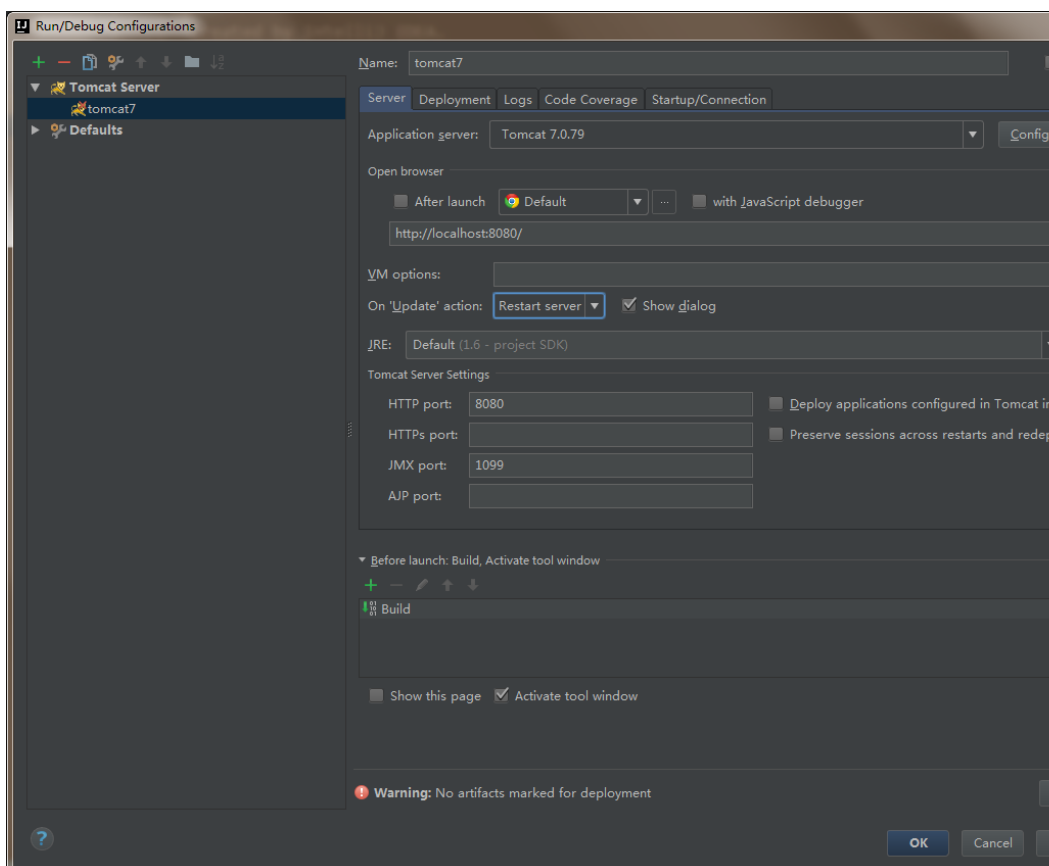 Run/Debug Configurations
Name: tomcat7
Tomcat Server
tomcat7
Defaults
Server Deployment Logs Code Coverage Startup/Connection
Application server: Tomcat 7.0.79 Config
Open browser
After launch Default ... with JavaScript debugger
http://localhost:8080/
VM options:
On 'Update' action: Restart server Show dialog
JRE: Default (1.6 - project SDK)
Tomcat Server Settings
HTTP port: 8080 Deploy applications configured in Tomcat in
HTTPs port: Preserve sessions across restarts and redep
JMX port: 1099
AJP port:
Before launch: Build, Activate tool window
Build
Show this page Activate tool window
Warning: No artifacts marked for deployment
? OK Cancel